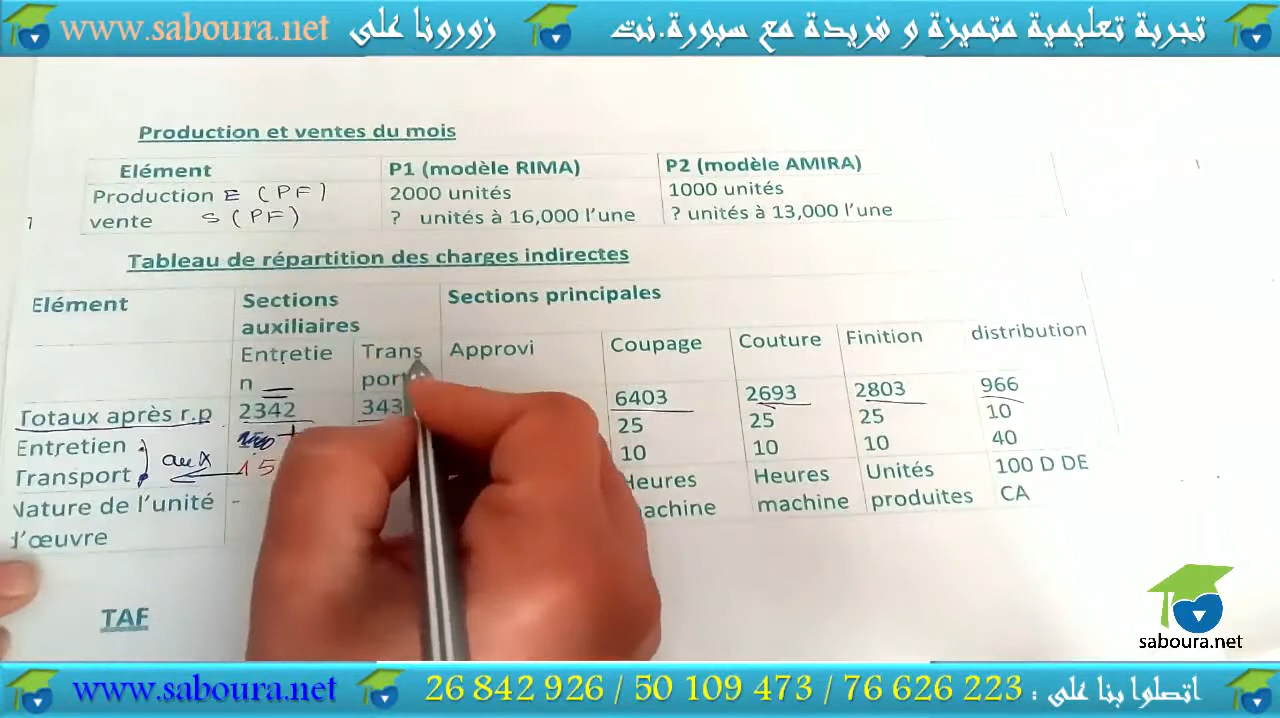 www.saboura.net زورونا على تجربة تعليمية متميزة و فريدة مع سبورة.نت
Production et ventes du mois
Elément P1 (modèle RIMA) P2 (modèle AMIRA)
Production E (PF) 2000 unités 1000 unités
vente S (PF) ? unités à 16,000 l’une ? unités à 13,000 l’une
Tableau de répartition des charges indirectes
Elément Sections auxiliaires Sections principales
Entretie n Trans port Approvi Coupage Couture Finition distribution
Totaux après r.p 2342 343 6403 2693 2803 966
Entretien 25 25 25 10
Transport aux 15 10 10 10 40
Nature de l’unité d’œuvre - Heures machine Heures machine Unités produites 100 D DE CA
TAF
saboura.net
www.saboura.net 26 842 926 / 50 109 473 / 76 626 223 : اتصلوا بنا على